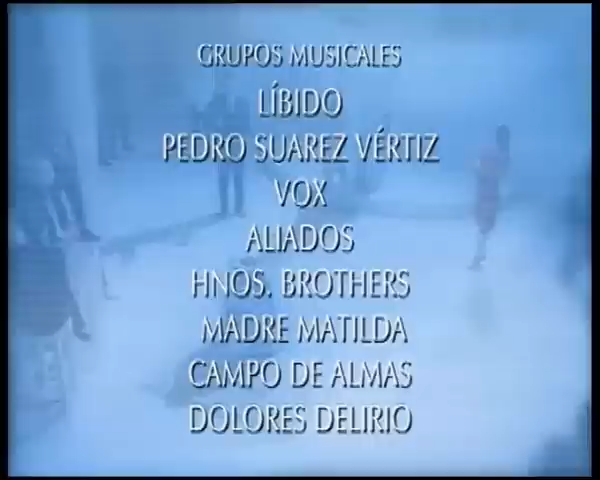 GRUPOS MUSICALES
LÍBIDO
PEDRO SUAREZ VÉRTIZ
VOX
ALIADOS
HNOS. BROTHERS
MADRE MATILDA
CAMPO DE ALMAS
DOLORES DELIRIO